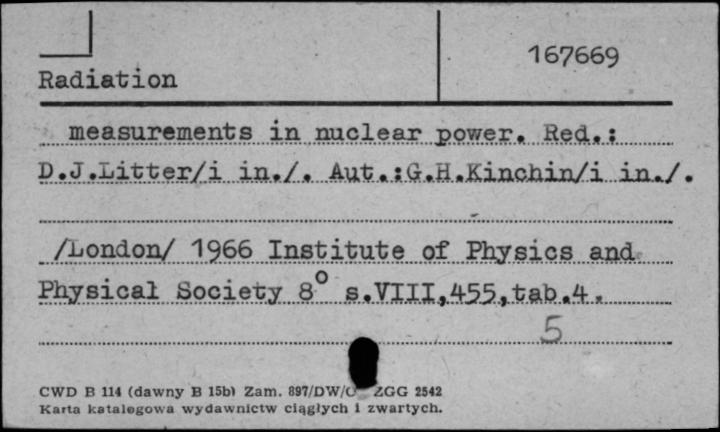 167669
Radiation
measurements in nuclear power. Red.:
D.J.Litter/i in./. Aut.:G.H.Kinchin/i in./.
/London/ 1966 Institute of Physics and
Physical Society 8° s.VIII,455,tab.4.
5
CWD B 114 (dawny B 15b) Zam. 897/DW/O ZGG 2542
Karta katalogowa wydawnictw ciągłych i zwartych.